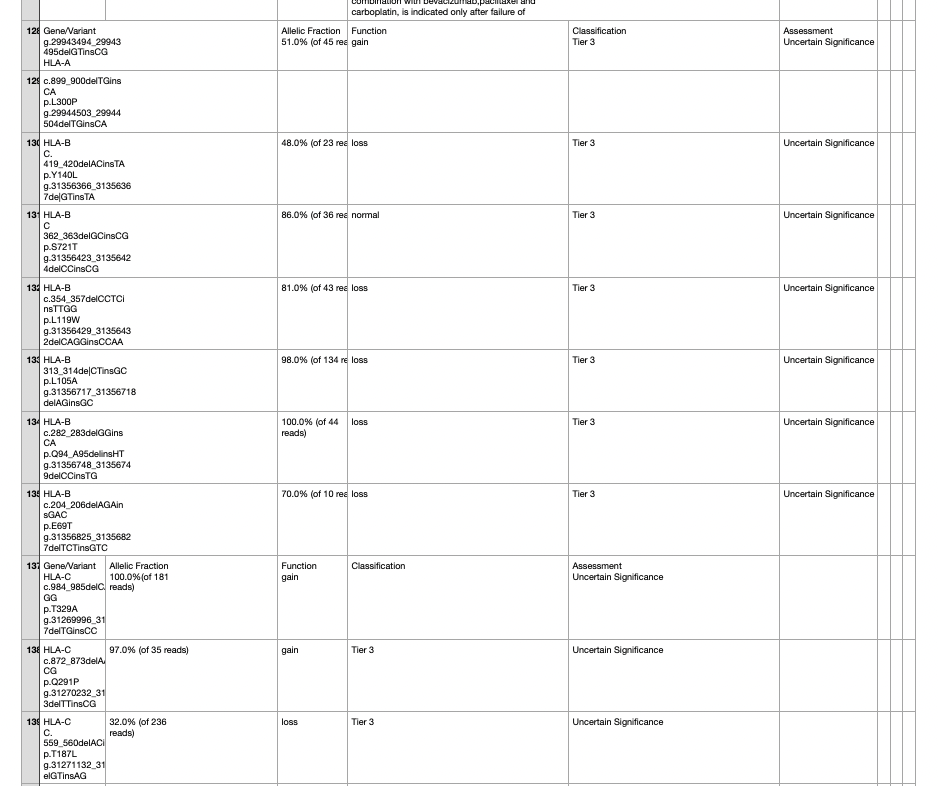 combination with bevacizumab,paclitaxel and
carboplatin, is indicated only after failure of
128 Gene/Variant Allelic Fraction Function Classification Assessment
g.29943494_29943 51.0% (of 45 rea gain Tier 3 Uncertain Significance
495delGTinsCG
HLA-A
129 c.899_900delTGins
CA
p.L300P
g.29944503_29944
504delTGinsCA
130 HLA-B 48.0% (of 23 rea loss Tier 3 Uncertain Significance
C.
419_420delACinsTA
p.Y140L
g.31356366_3135636
7de|GTinsTA
131 HLA-B 86.0% (of 36 rea normal Tier 3 Uncertain Significance
C
362_363delGCinsCG
p.S721T
g.31356423_3135642
4delCCinsCG
132 HLA-B 81.0% (of 43 rea loss Tier 3 Uncertain Significance
c.354_357delCCTCi
nsTTGG
p.L119W
g.31356429_3135643
2delCAGGinsCCAA
133 HLA-B 98.0% (of 134 re loss Tier 3 Uncertain Significance
313_314de|CTinsGC
p.L105A
g.31356717_31356718
delAGinsGC
134 HLA-B 100.0% (of 44 loss Tier 3 Uncertain Significance
c.282_283delGGins reads)
CA
p.Q94_A95delinsHT
g.31356748_3135674
9delCCinsTG
135 HLA-B 70.0% (of 10 rea loss Tier 3 Uncertain Significance
c.204_206delAGAin
sGAC
p.E69T
g.31356825_3135682
7delTCTinsGTC
137 Gene/Variant Allelic Fraction Function Classification Assessment
HLA-C 100.0%(of 181 gain Uncertain Significance
c.984_985delC reads)
GG
p.T329A
g.31269996_31
7delTGinsCC
138 HLA-C 97.0% (of 35 reads) gain Tier 3 Uncertain Significance
c.872_873delA
CG
p.Q291P
g.31270232_31
3delTTinsCG
139 HLA-C 32.0% (of 236 loss Tier 3 Uncertain Significance
C. reads)
559_560delACi
p.T187L
g.31271132_31
elGTinsAG